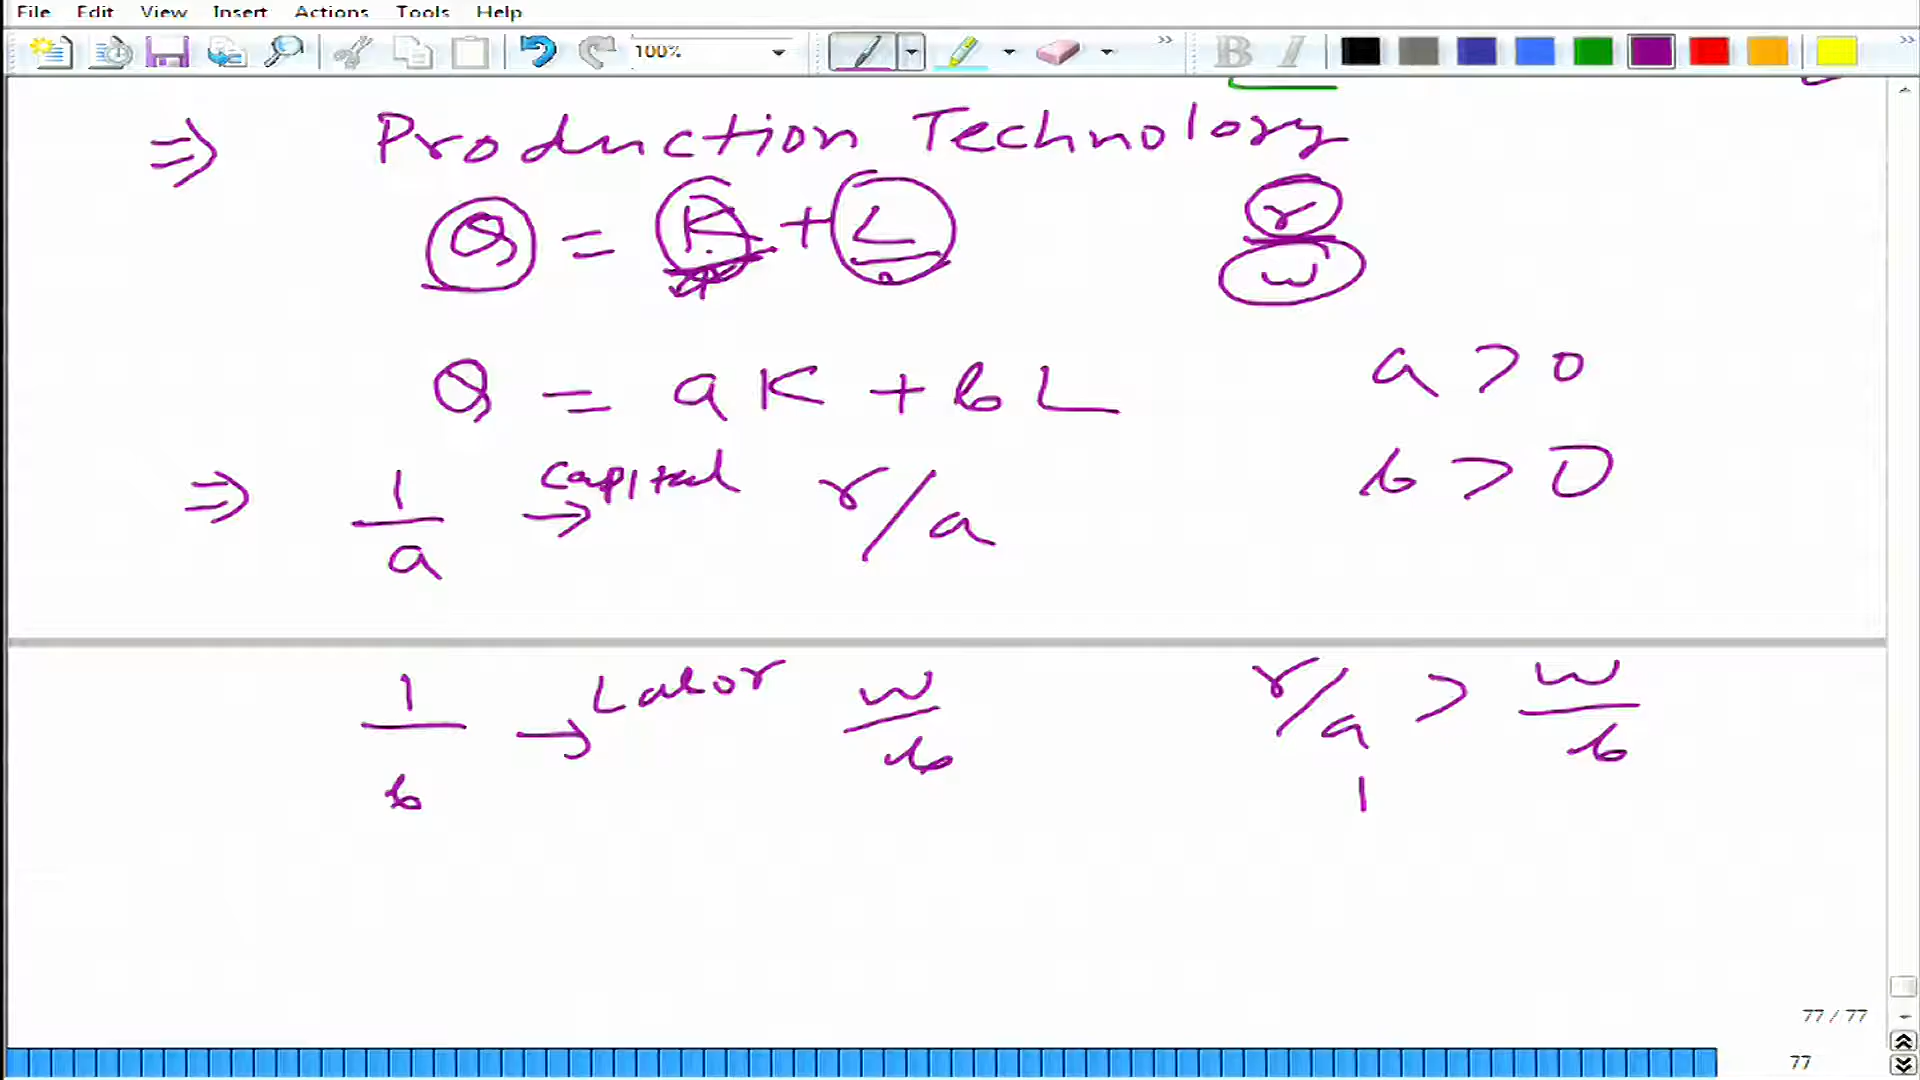 File Edit View Insert Actions Tools Help
100% B I
⇒ Production Technology
Q = K + L r/w
Q = aK + bL a > 0
⇒ 1/a → capital r/a b > 0
1/b → Labor w/b r/a > w/b
1
77 / 77
77